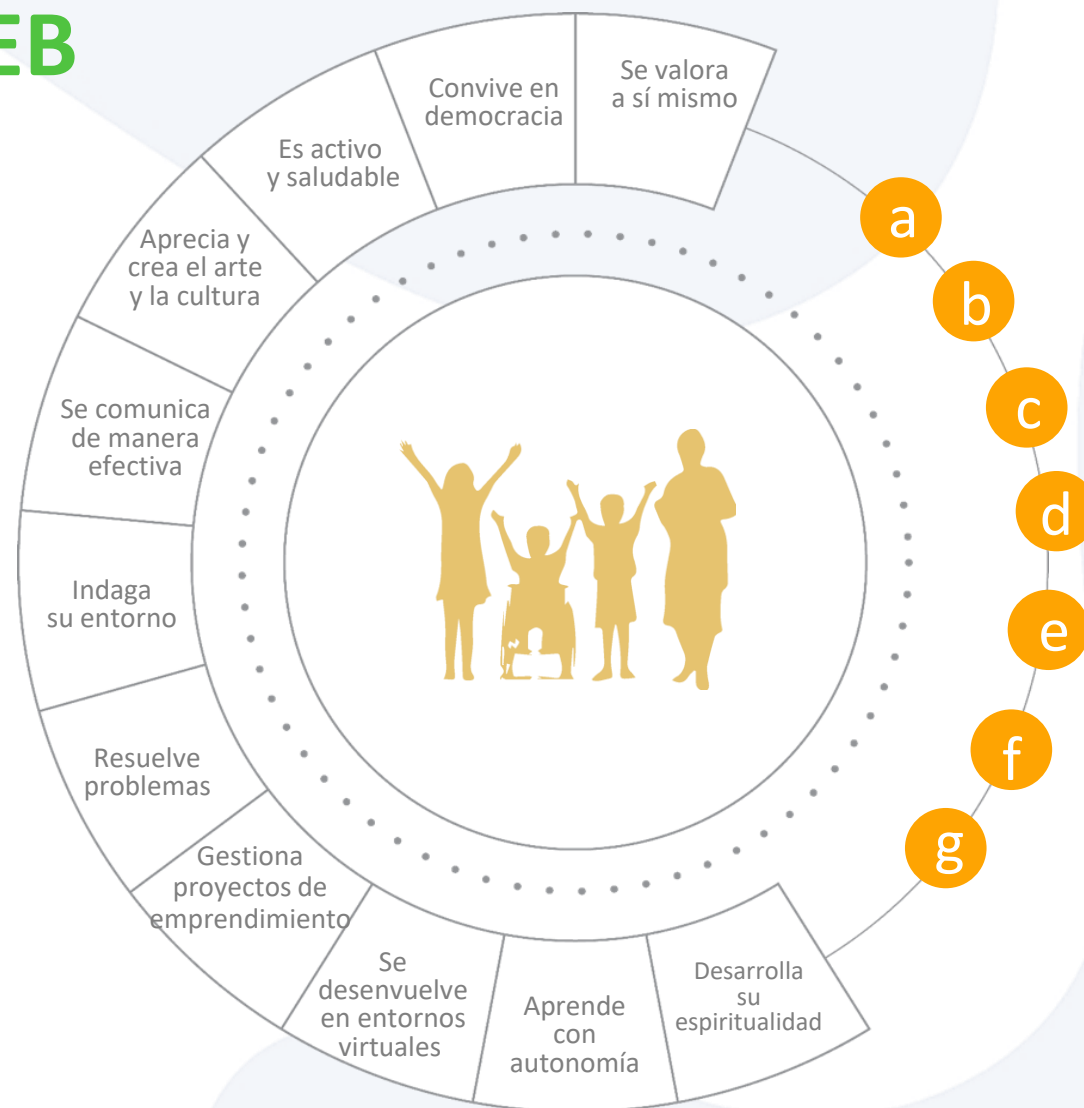 EB
Se valora
a sí mismo
Convive en
democracia
Es activo
y saludable
Aprecia y
crea el arte
y la cultura
Se comunica
de manera
efectiva
Indaga
su entorno
Resuelve
problemas
Gestiona
proyectos de
emprendimiento
Se
desenvuelve
en entornos
virtuales
Aprende
con
autonomía
Desarrolla
su
espiritualidad
a
b
c
d
e
f
g